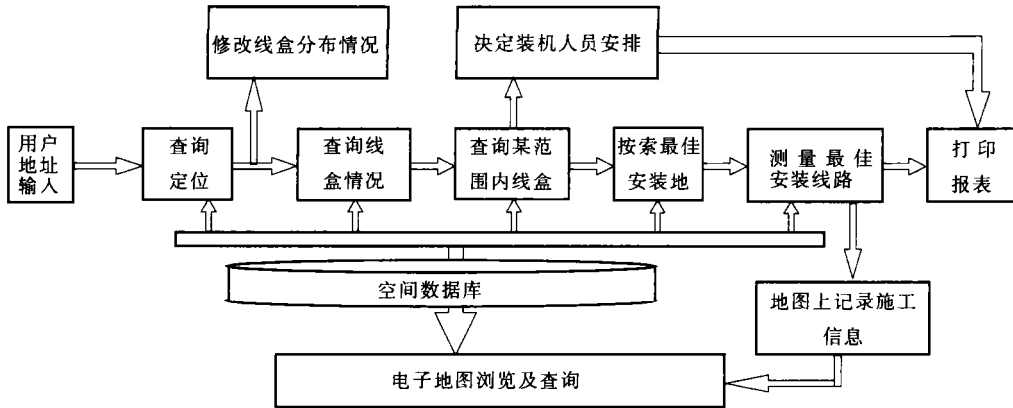 修改线盒分布情况
决定装机人员安排
用户
地址
输入
查询
定位
查询线
盒情况
查询某范
围内线盒
按索最佳
安装地
测量最佳
安装线路
打印
报表
空间数据库
地图上记录施工
信息
电子地图浏览及查询